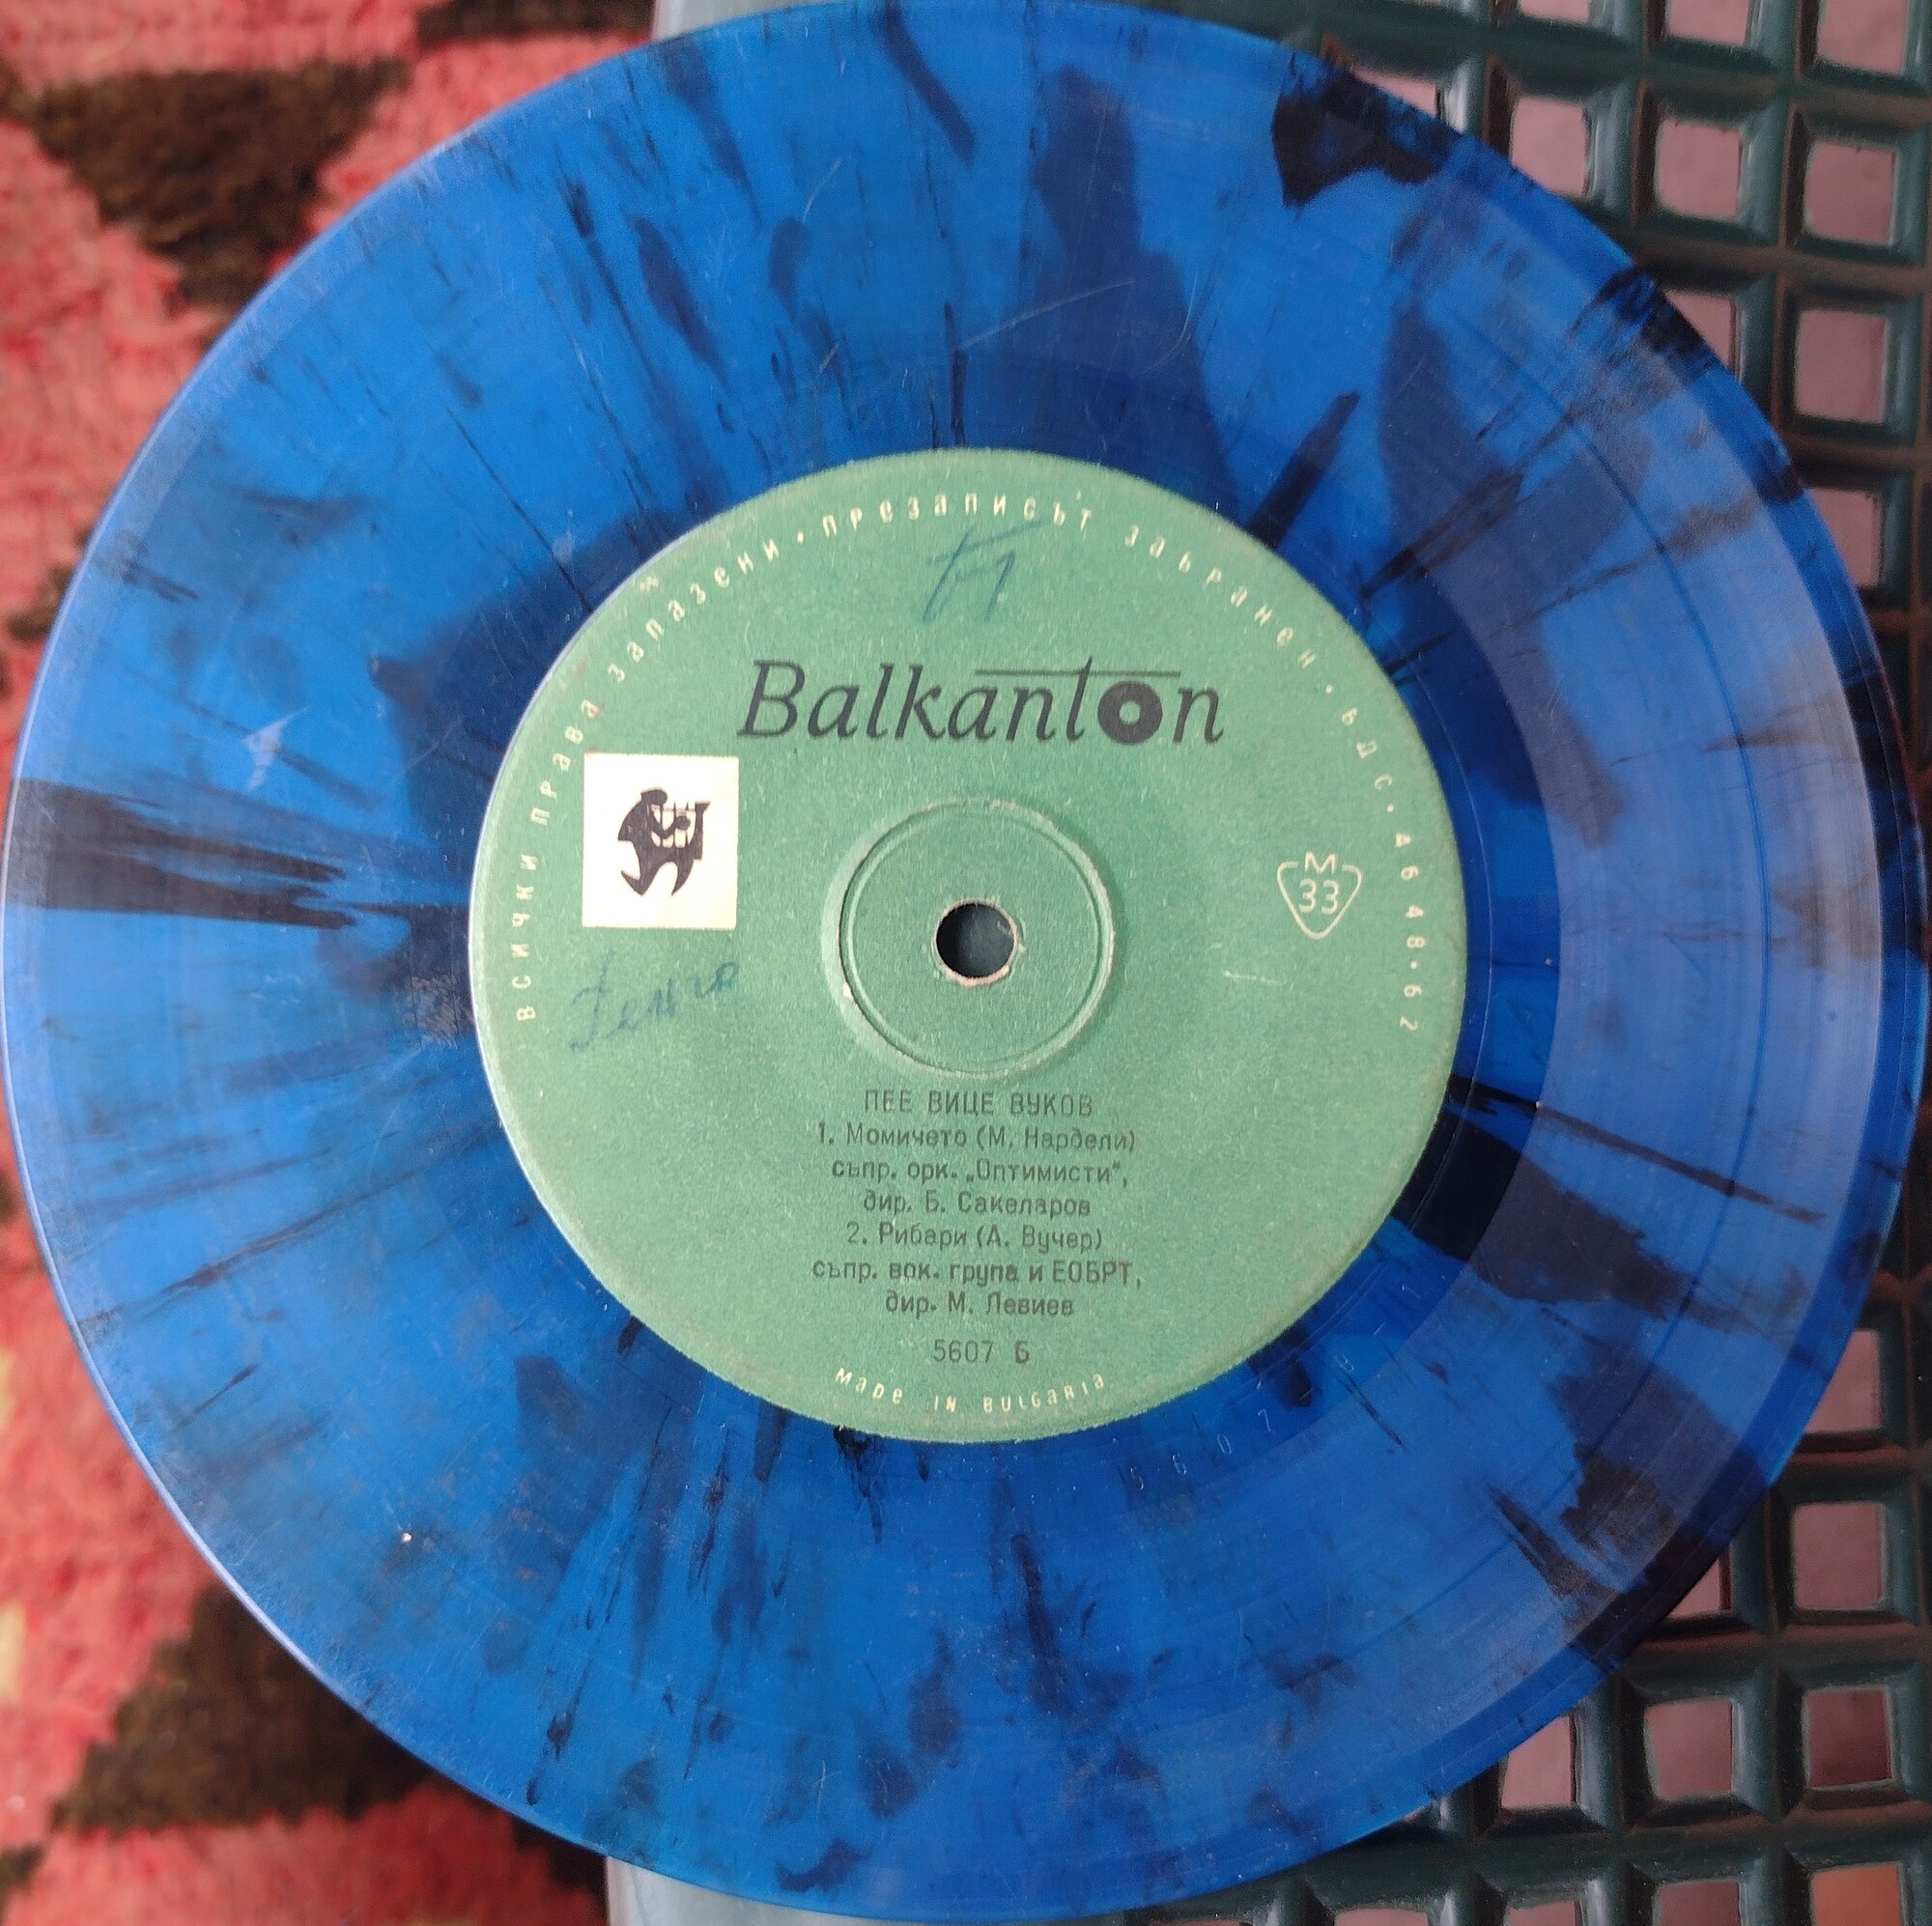 всички права запазени · презаписът забранен · БДС · 4648·62
Balkanton
М
33
ПЕЕ ВИЦЕ ВУКОВ
1. Момичето (М. Нардели)
съпр. орк. „Оптимисти“,
дир. Б. Сакеларов
2. Рибари (А. Вучер)
съпр. вок. група и ЕОБРТ,
дир. М. Левиев
5607 Б
MaDe IN BULGaRIa
5607